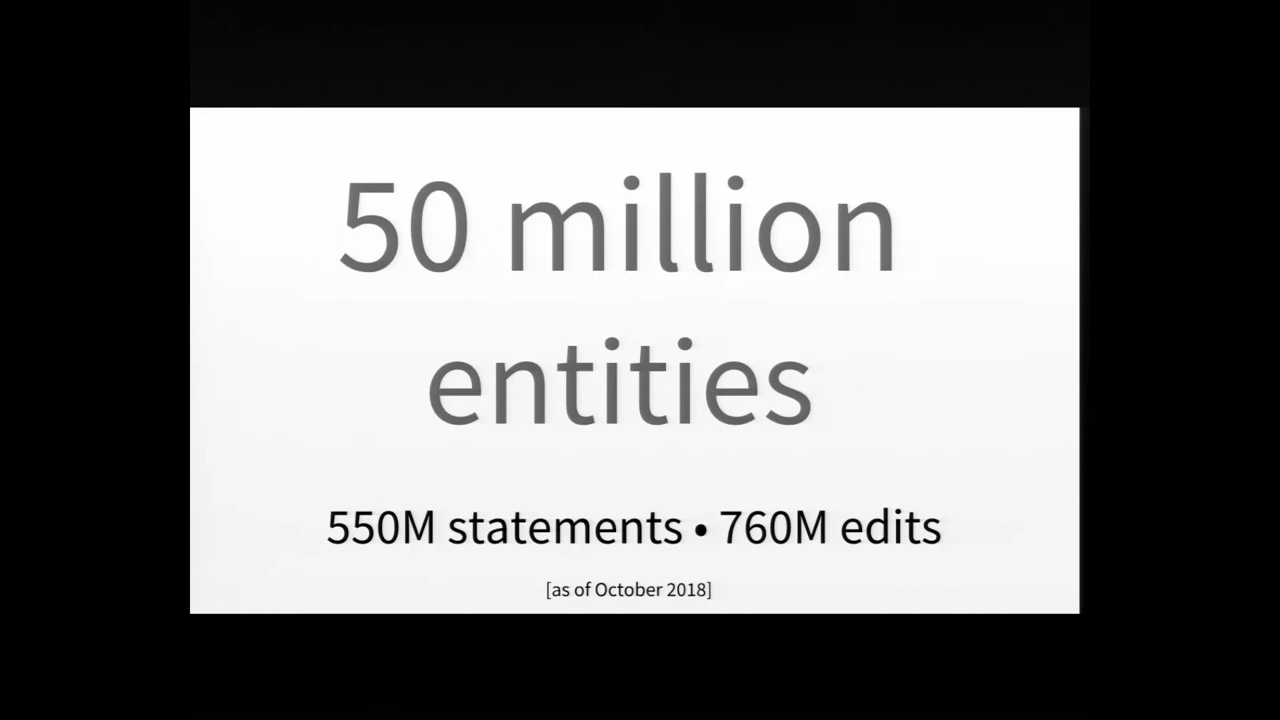 50 million
entities
550M statements • 760M edits
[as of October 2018]